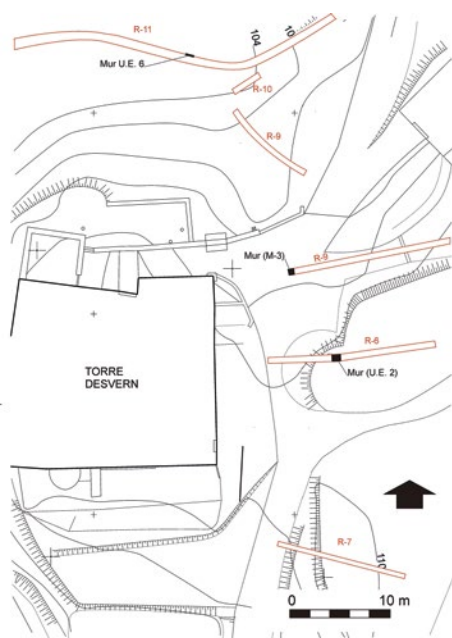 R-11
104
10
Mur U.E. 6
R-10
R-9
Mur (M-3)
R-9
R-6
TORRE
DESVERN
Mur (U.E. 2)
R-7
110
0 10 m